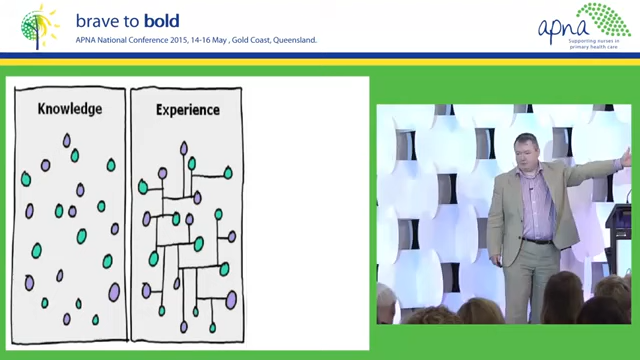 brave to bold
APNA National Conference 2015, 14-16 May , Gold Coast, Queensland.
apna
Supporting nurses in
primary health care
Knowledge
Experience